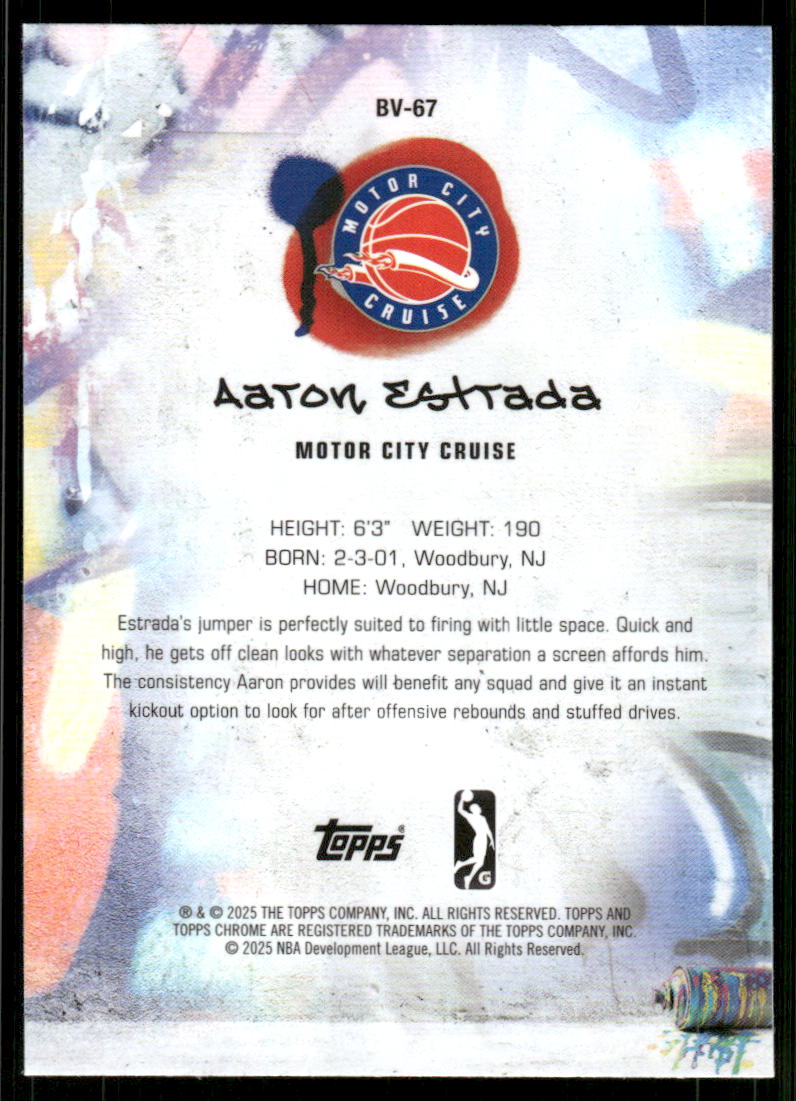 BV-67
MOTOR CITY
CRUISE
Aaron Estrada
MOTOR CITY CRUISE
HEIGHT: 6'3" WEIGHT: 190
BORN: 2-3-01, Woodbury, NJ
HOME: Woodbury, NJ
Estrada's jumper is perfectly suited to firing with little space. Quick and
high, he gets off clean looks with whatever separation a screen affords him.
The consistency Aaron provides will benefit any squad and give it an instant
kickout option to look for after offensive rebounds and stuffed drives.
Topps®
G
® & © 2025 THE TOPPS COMPANY, INC. ALL RIGHTS RESERVED. TOPPS AND
TOPPS CHROME ARE REGISTERED TRADEMARKS OF THE TOPPS COMPANY, INC.
© 2025 NBA Development League, LLC. All Rights Reserved.